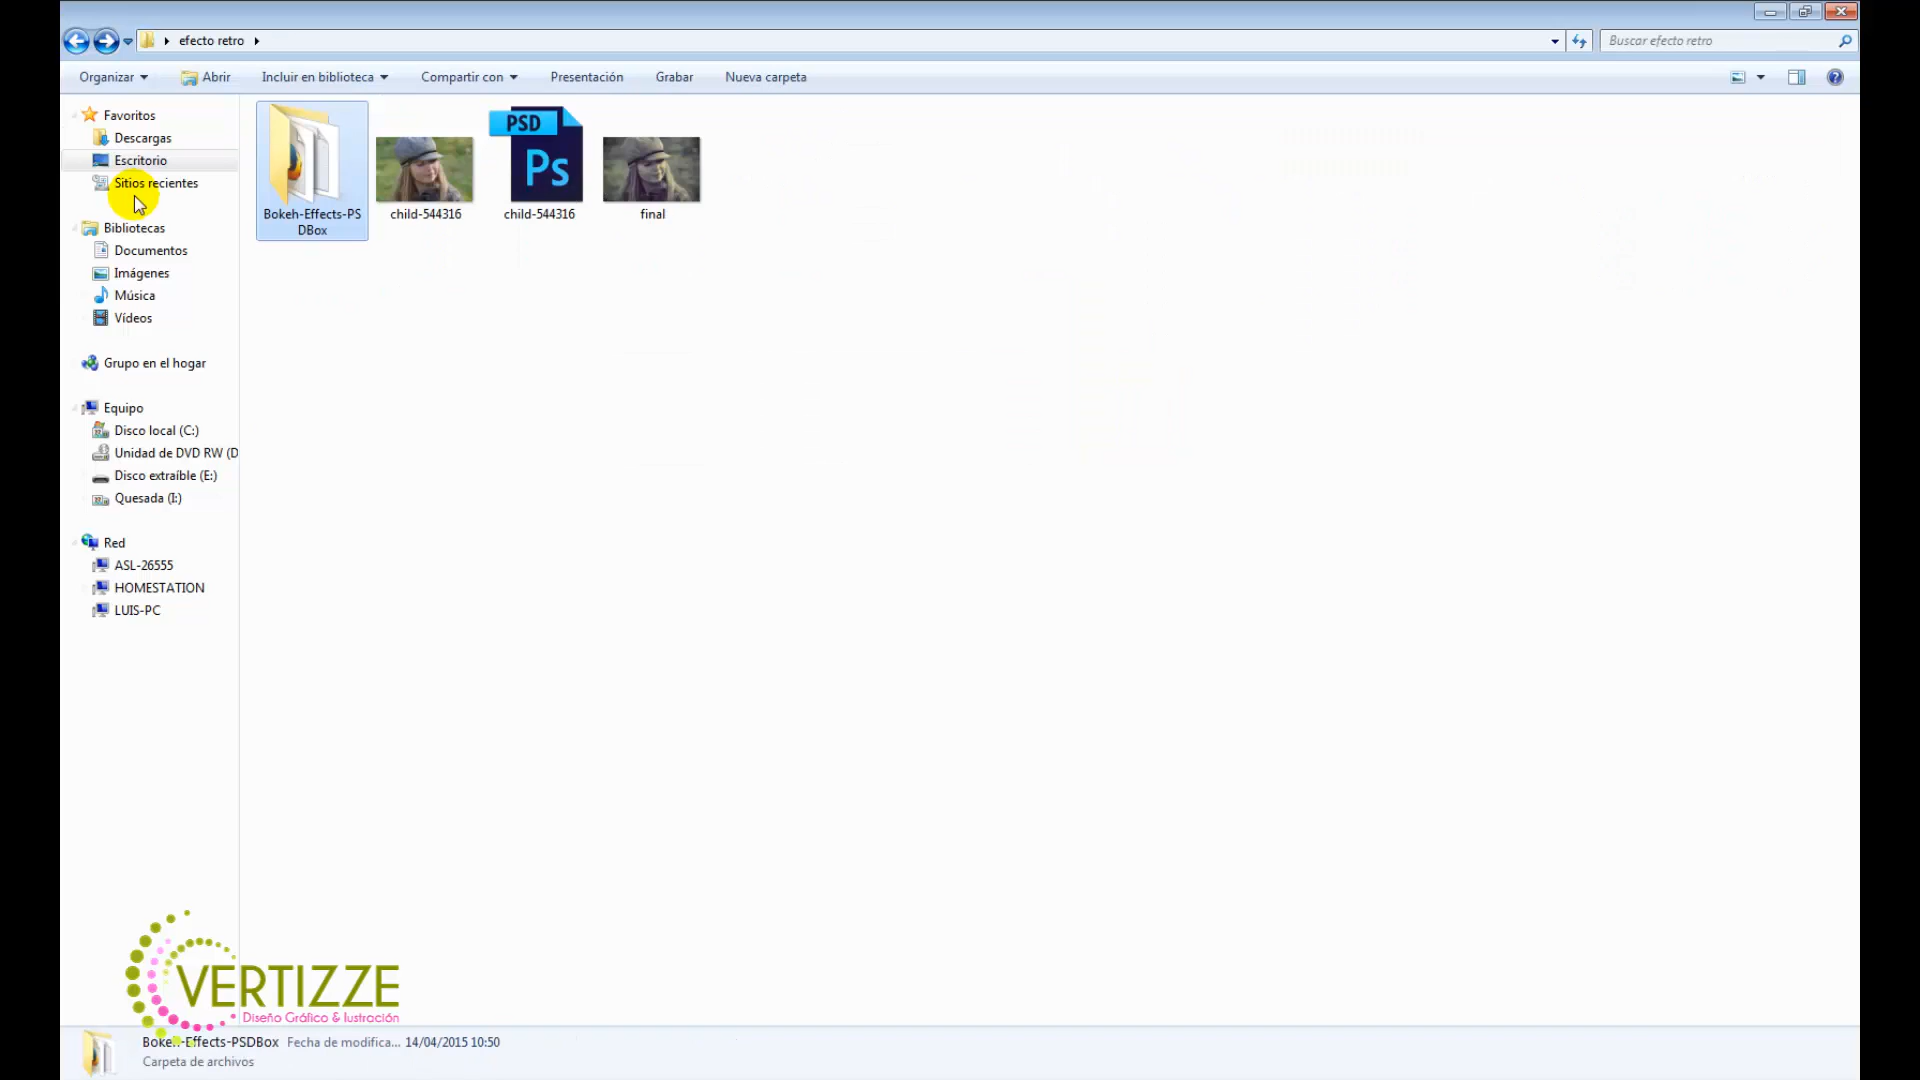 efecto retro
Buscar efecto retro
Organizar
Abrir
Incluir en biblioteca
Compartir con
Presentación
Grabar
Nueva carpeta
Favoritos
Descargas
Escritorio
Sitios recientes
Bibliotecas
Documentos
Imágenes
Música
Vídeos
Grupo en el hogar
Equipo
Disco local (C:)
Unidad de DVD RW (D
Disco extraíble (E:)
Quesada (I:)
Red
ASL-26555
HOMESTATION
LUIS-PC
Bokeh-Effects-PS
DBox
child-544316
PSD
Ps
child-544316
final
VERTIZZE
Diseño Gráfico & Ilustración
Bokeh-Effects-PSDBox Fecha de modifica... 14/04/2015 10:50
Carpeta de archivos